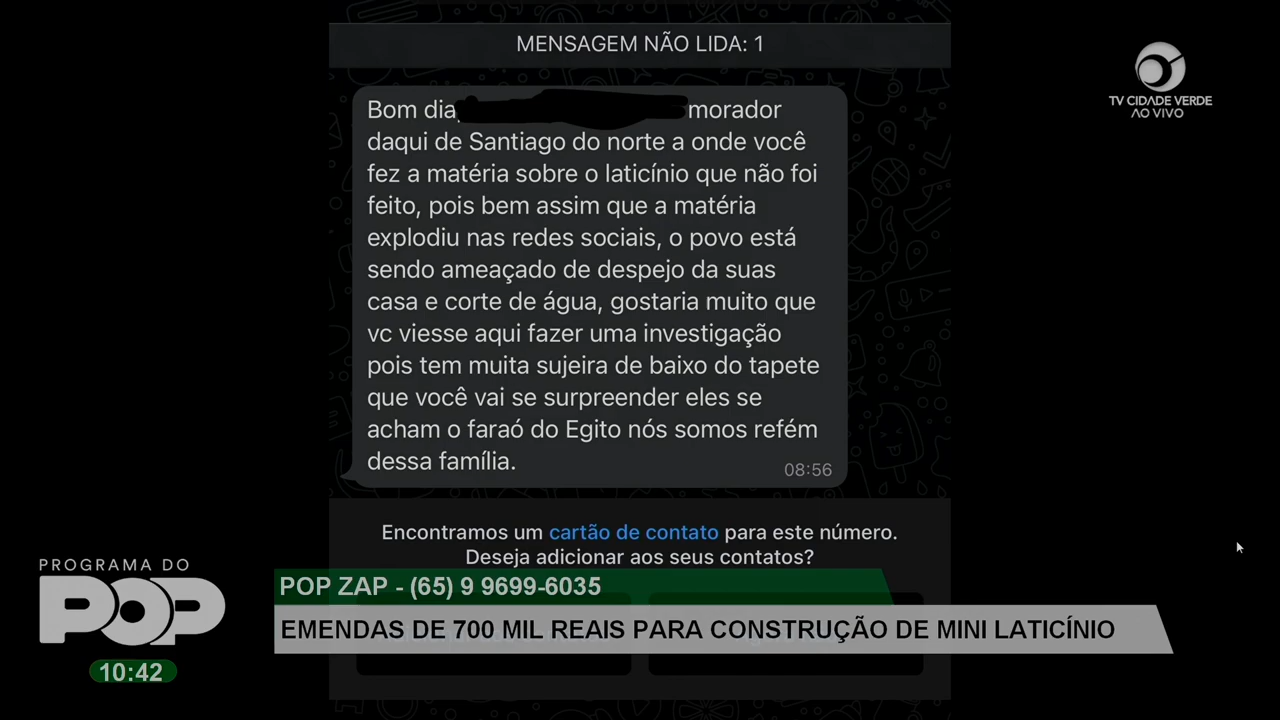 MENSAGEM NÃO LIDA: 1
TV CIDADE VERDE
AO VIVO
Bom dia, morador
daqui de Santiago do norte a onde você
fez a matéria sobre o laticínio que não foi
feito, pois bem assim que a matéria
explodiu nas redes sociais, o povo está
sendo ameaçado de despejo da suas
casa e corte de água, gostaria muito que
vc viesse aqui fazer uma investigação
pois tem muita sujeira de baixo do tapete
que você vai se surpreender eles se
acham o faraó do Egito nós somos refém
dessa família.
08:56
Encontramos um cartão de contato para este número.
Deseja adicionar aos seus contatos?
PROGRAMA DO
POP
10:42
POP ZAP - (65) 9 9699-6035
EMENDAS DE 700 MIL REAIS PARA CONSTRUÇÃO DE MINI LATICÍNIO